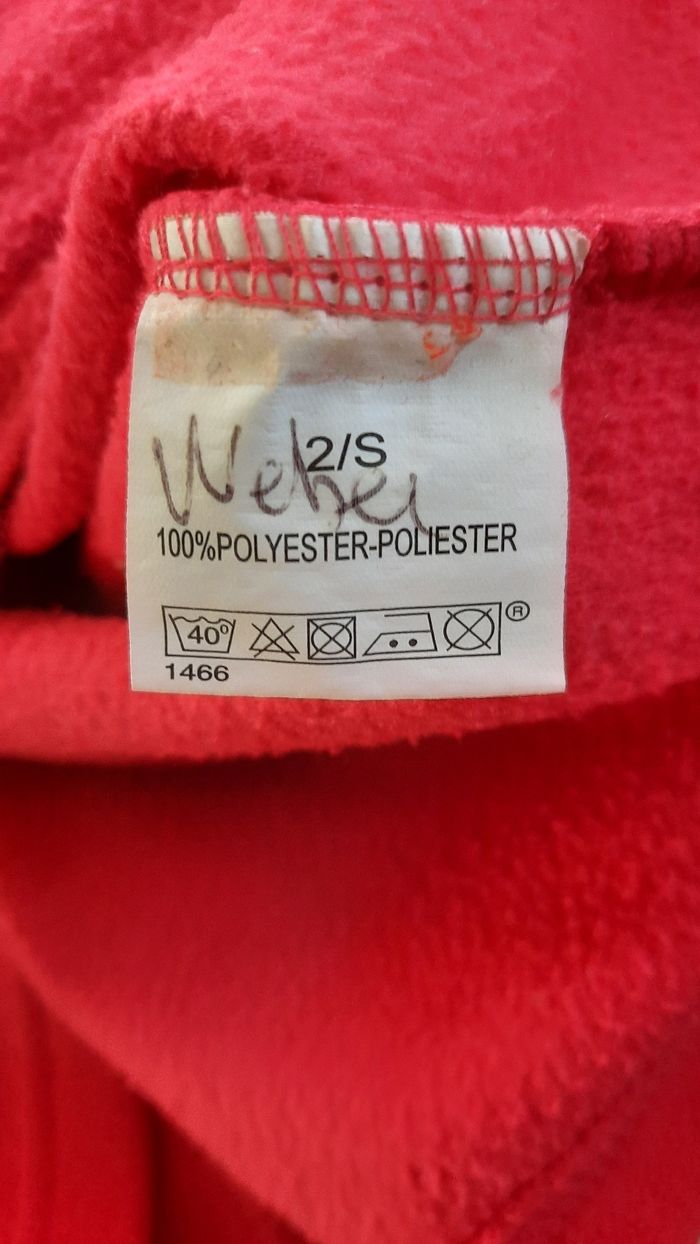 2/S
Weber
100%POLYESTER-POLIESTER
40° ®
1466